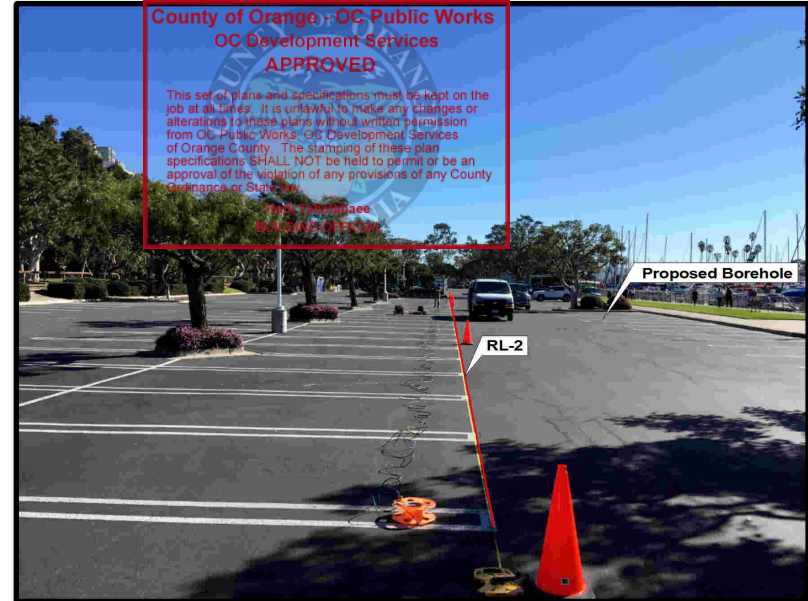 County of Orange - OC Public Works
OC Development Services
APPROVED
This set of plans and specifications must be kept on the
job at all times. It is unlawful to make any changes or
alterations to these plans without written permission
from OC Public Works, OC Development Services
of Orange County. The stamping of these plan
specifications SHALL NOT be held to permit or be an
approval of the violation of any provisions of any County
Ordinance or State law.
BUILDING OFFICIAL
Proposed Borehole
RL-2